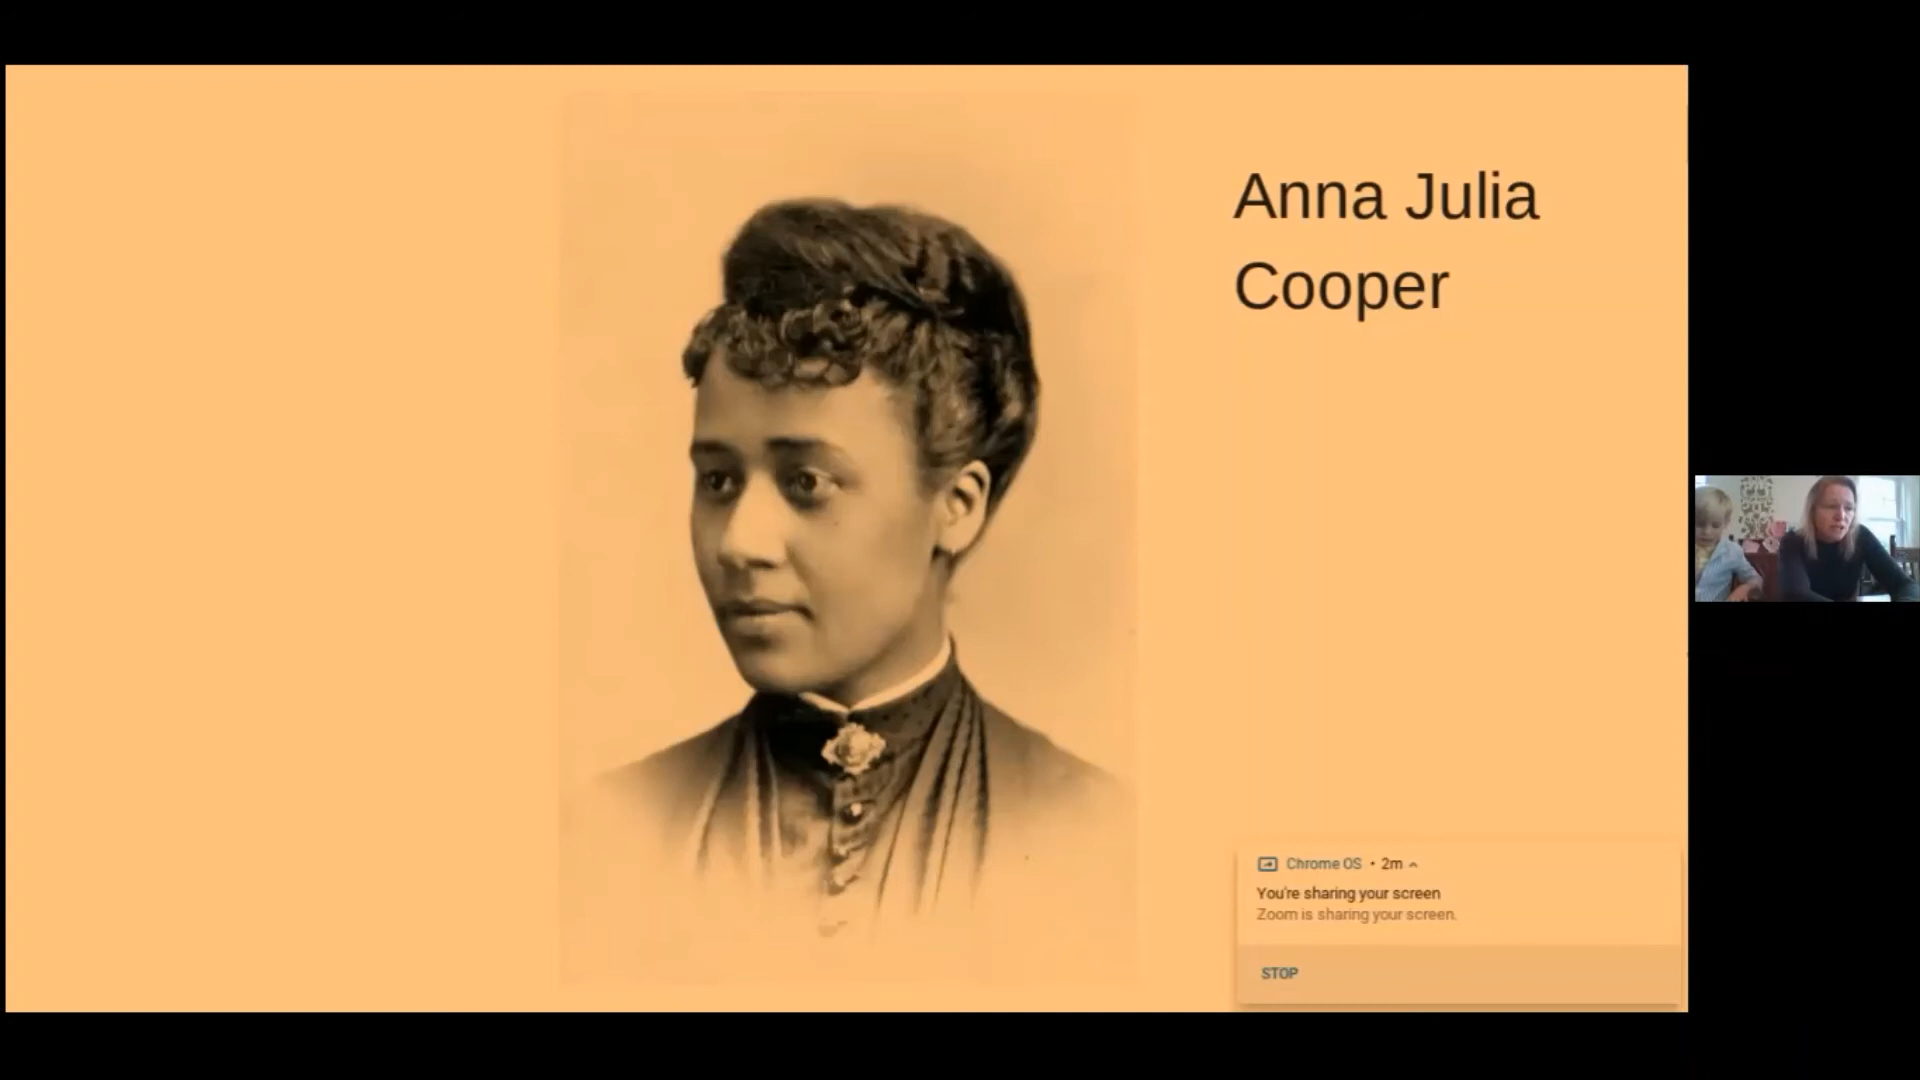 Anna Julia
Cooper
Chrome OS • 2m
You're sharing your screen
Zoom is sharing your screen.
STOP